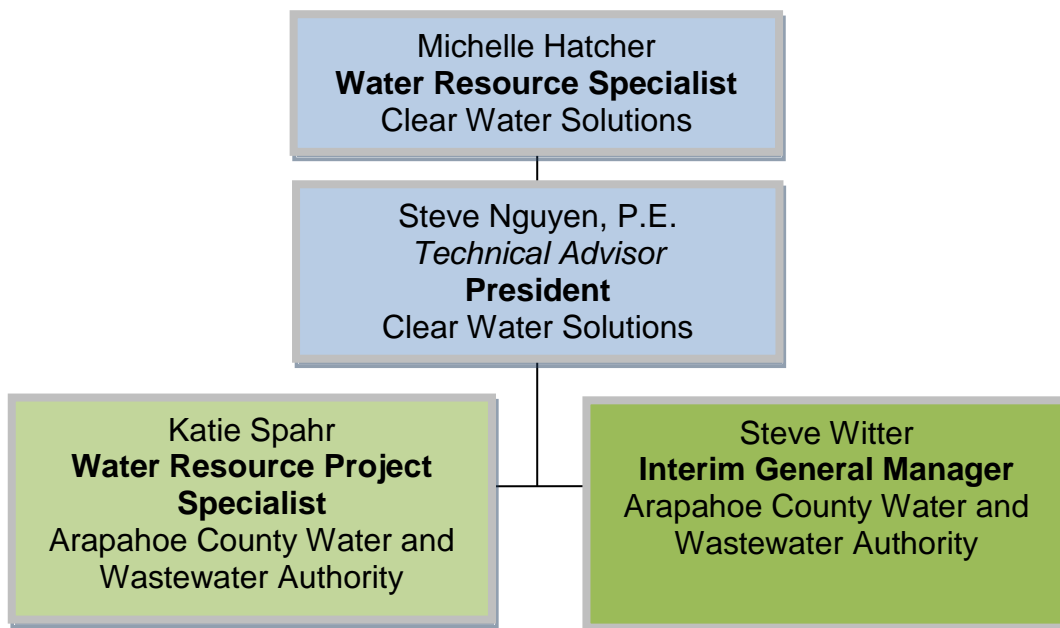 Michelle Hatcher
Water Resource Specialist
Clear Water Solutions
Steve Nguyen, P.E.
Technical Advisor
President
Clear Water Solutions
Katie Spahr
Water Resource Project
Specialist
Arapahoe County Water and
Wastewater Authority
Steve Witter
Interim General Manager
Arapahoe County Water and
Wastewater Authority